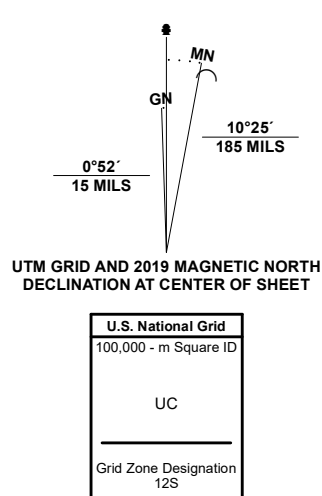 MN
GN
10°25´
185 MILS
0°52´
15 MILS
UTM GRID AND 2019 MAGNETIC NORTH
DECLINATION AT CENTER OF SHEET
U.S. National Grid
100,000 - m Square ID
UC
Grid Zone Designation
12S